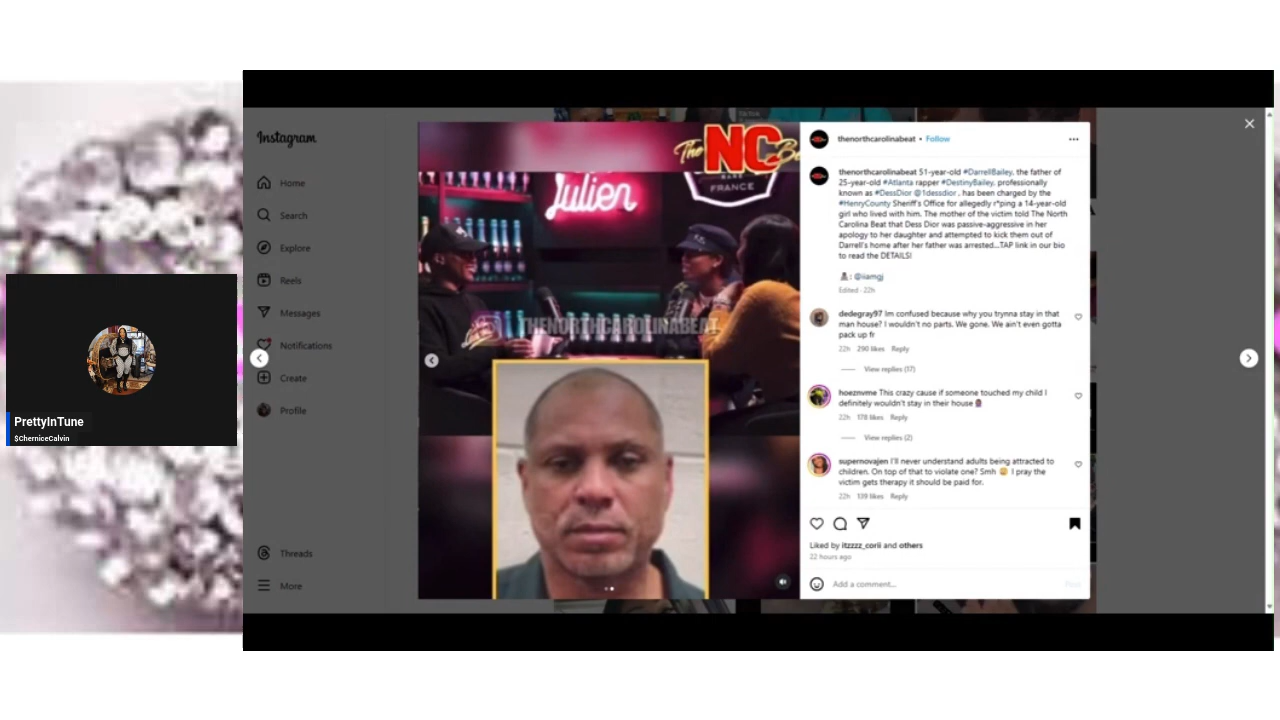 PrettyInTune
$CherniceCalvin
Instagram
Home
Search
Explore
Reels
Messages
Notifications
Create
Profile
Threads
More
The NC
Julien
FRANCE
THENORTHCAROLINABEAT
thenorthcarolinabeat • Follow
thenorthcarolinabeat 51-year-old #DarrellBailey, the father of
25-year-old #Atlanta rapper #DestinyBailey, professionally
known as #DessDior @1dessdior , has been charged by the
#HenryCounty Sheriff's Office for allegedly r*ping a 14-year-old
girl who lived with him. The mother of the victim told The North
Carolina Beat that Dess Dior was passive-aggressive in her
apology to her daughter and attempted to kick them out of
Darrell's home after her father was arrested...TAP link in our bio
to read the DETAILS!
: @iiamgj
Edited · 22h
dedegray97 Im confused because why you trynna stay in that
man house? I wouldn't no parts. We gone. We ain't even gotta
pack up fr
22h 290 likes Reply
View replies (17)
hoeznvme This crazy cause if someone touched my child I
definitely wouldn't stay in their house
22h 178 likes Reply
View replies (2)
supernovajen I'll never understand adults being attracted to
children. On top of that to violate one? Smh I pray the
victim gets therapy it should be paid for.
22h 139 likes Reply
Liked by itzzzz_corii and others
22 hours ago
Add a comment...
Post